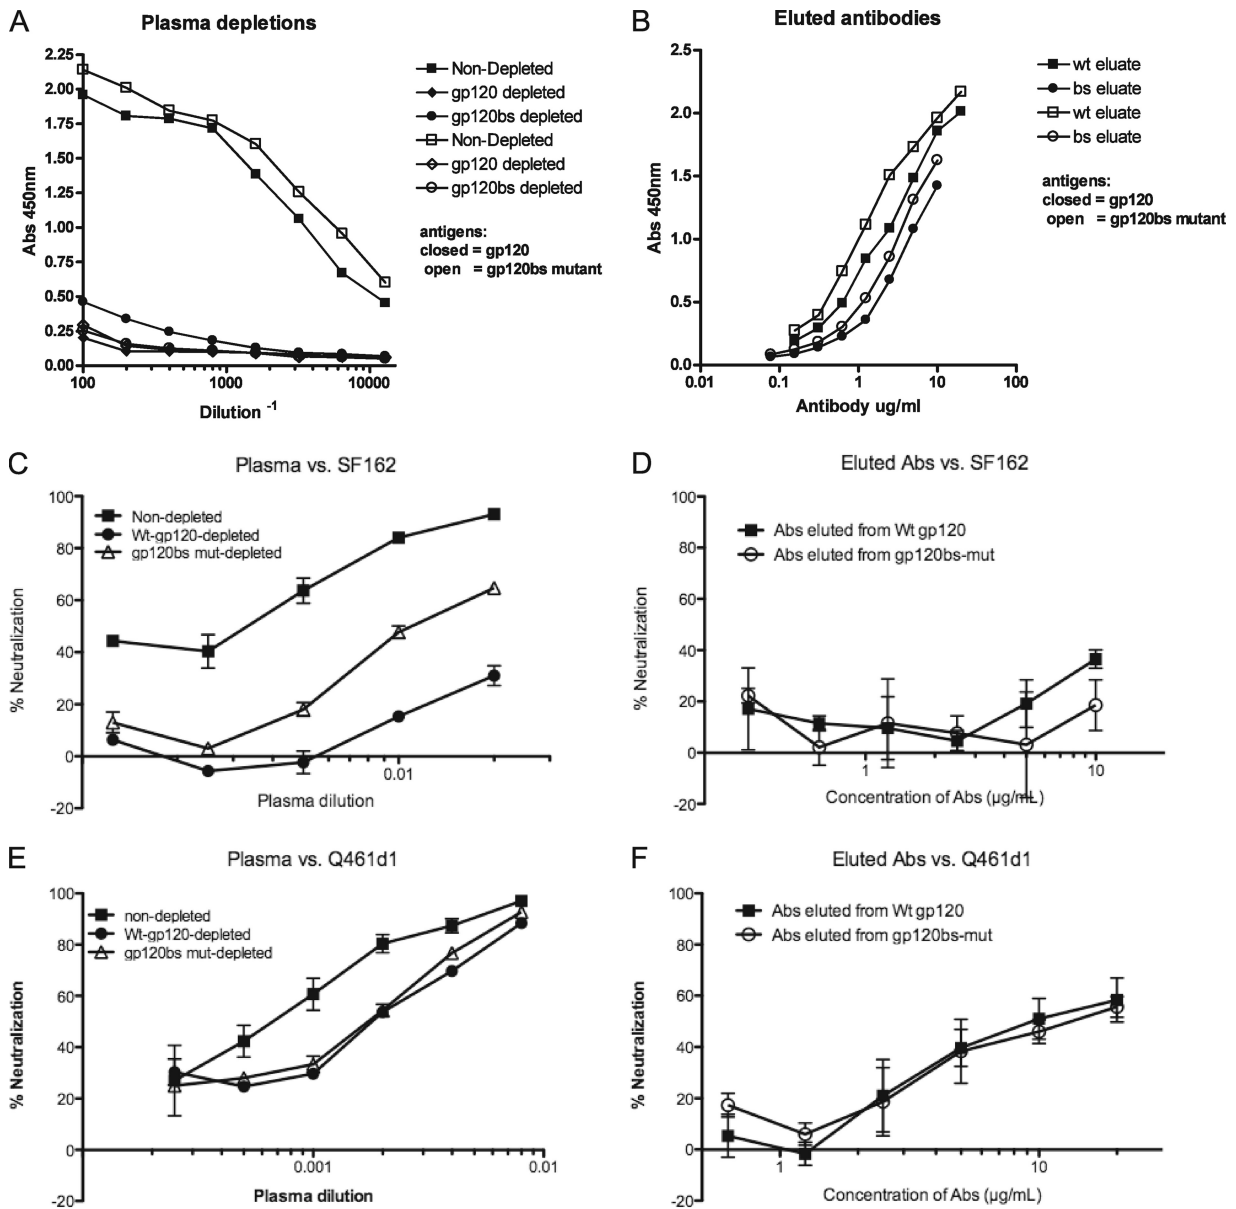 A
Plasma depletions
2.25
2.00
1.75
1.50
1.25
1.00
0.75
0.50
0.25
0.00
Abs 450nm
100
1000
10000
Dilution -1
Non-Depleted
gp120 depleted
gp120bs depleted
Non-Depleted
gp120 depleted
gp120bs depleted
antigens:
closed = gp120
open = gp120bs mutant
B
Eluted antibodies
2.5
2.0
1.5
1.0
0.5
0.0
Abs 450nm
0.01
0.1
1
10
100
Antibody ug/ml
wt eluate
bs eluate
wt eluate
bs eluate
antigens:
closed = gp120
open = gp120bs mutant
C
Plasma vs. SF162
100
80
60
40
20
0
-20
% Neutralization
Non-depleted
Wt-gp120-depleted
gp120bs mut-depleted
0.01
Plasma dilution
D
Eluted Abs vs. SF162
100
80
60
40
20
0
-20
% Neutralization
Abs eluted from Wt gp120
Abs eluted from gp120bs-mut
1
10
Concentration of Abs (µg/mL)
E
Plasma vs. Q461d1
100
80
60
40
20
0
-20
% Neutralization
non-depleted
Wt-gp120-depleted
gp120bs mut-depleted
0.001
0.01
Plasma dilution
F
Eluted Abs vs. Q461d1
100
80
60
40
20
0
-20
% Neutralization
Abs eluted from Wt gp120
Abs eluted from gp120bs-mut
1
10
Concentration of Abs (µg/mL)